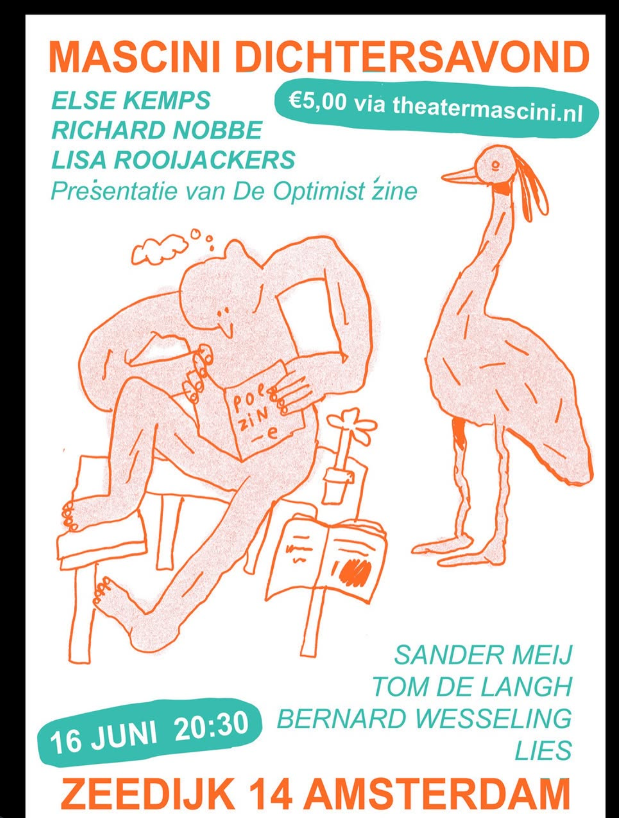 MASCINI DICHTERSAVOND
ELSE KEMPS
€5,00 via theatermascini.nl
RICHARD NOBBE
LISA ROOIJACKERS
Presentatie van De Optimist zine
POE
ZIN
-e
SANDER MEIJ
TOM DE LANGH
BERNARD WESSELING
LIES
16 JUNI 20:30
ZEEDIJK 14 AMSTERDAM